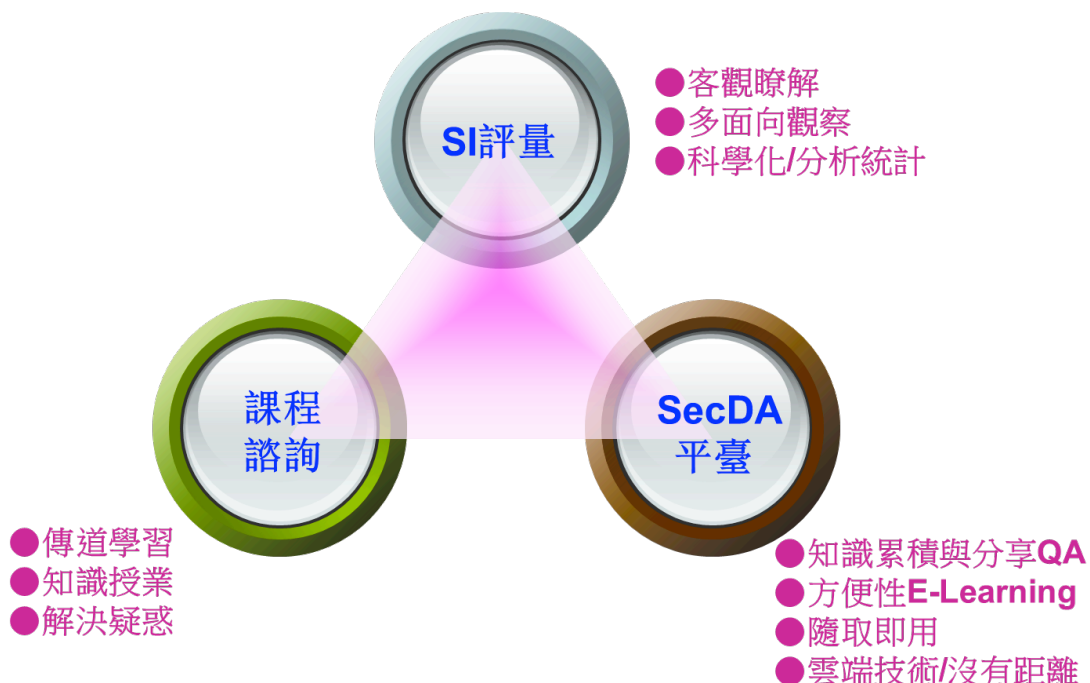 SI評量
●客觀瞭解
●多面向觀察
●科學化/分析統計
課程
諮詢
●傳道學習
●知識授業
●解決疑惑
SecDA
平臺
●知識累積與分享QA
●方便性E-Learning
●隨取即用
●雲端技術/沒有距離